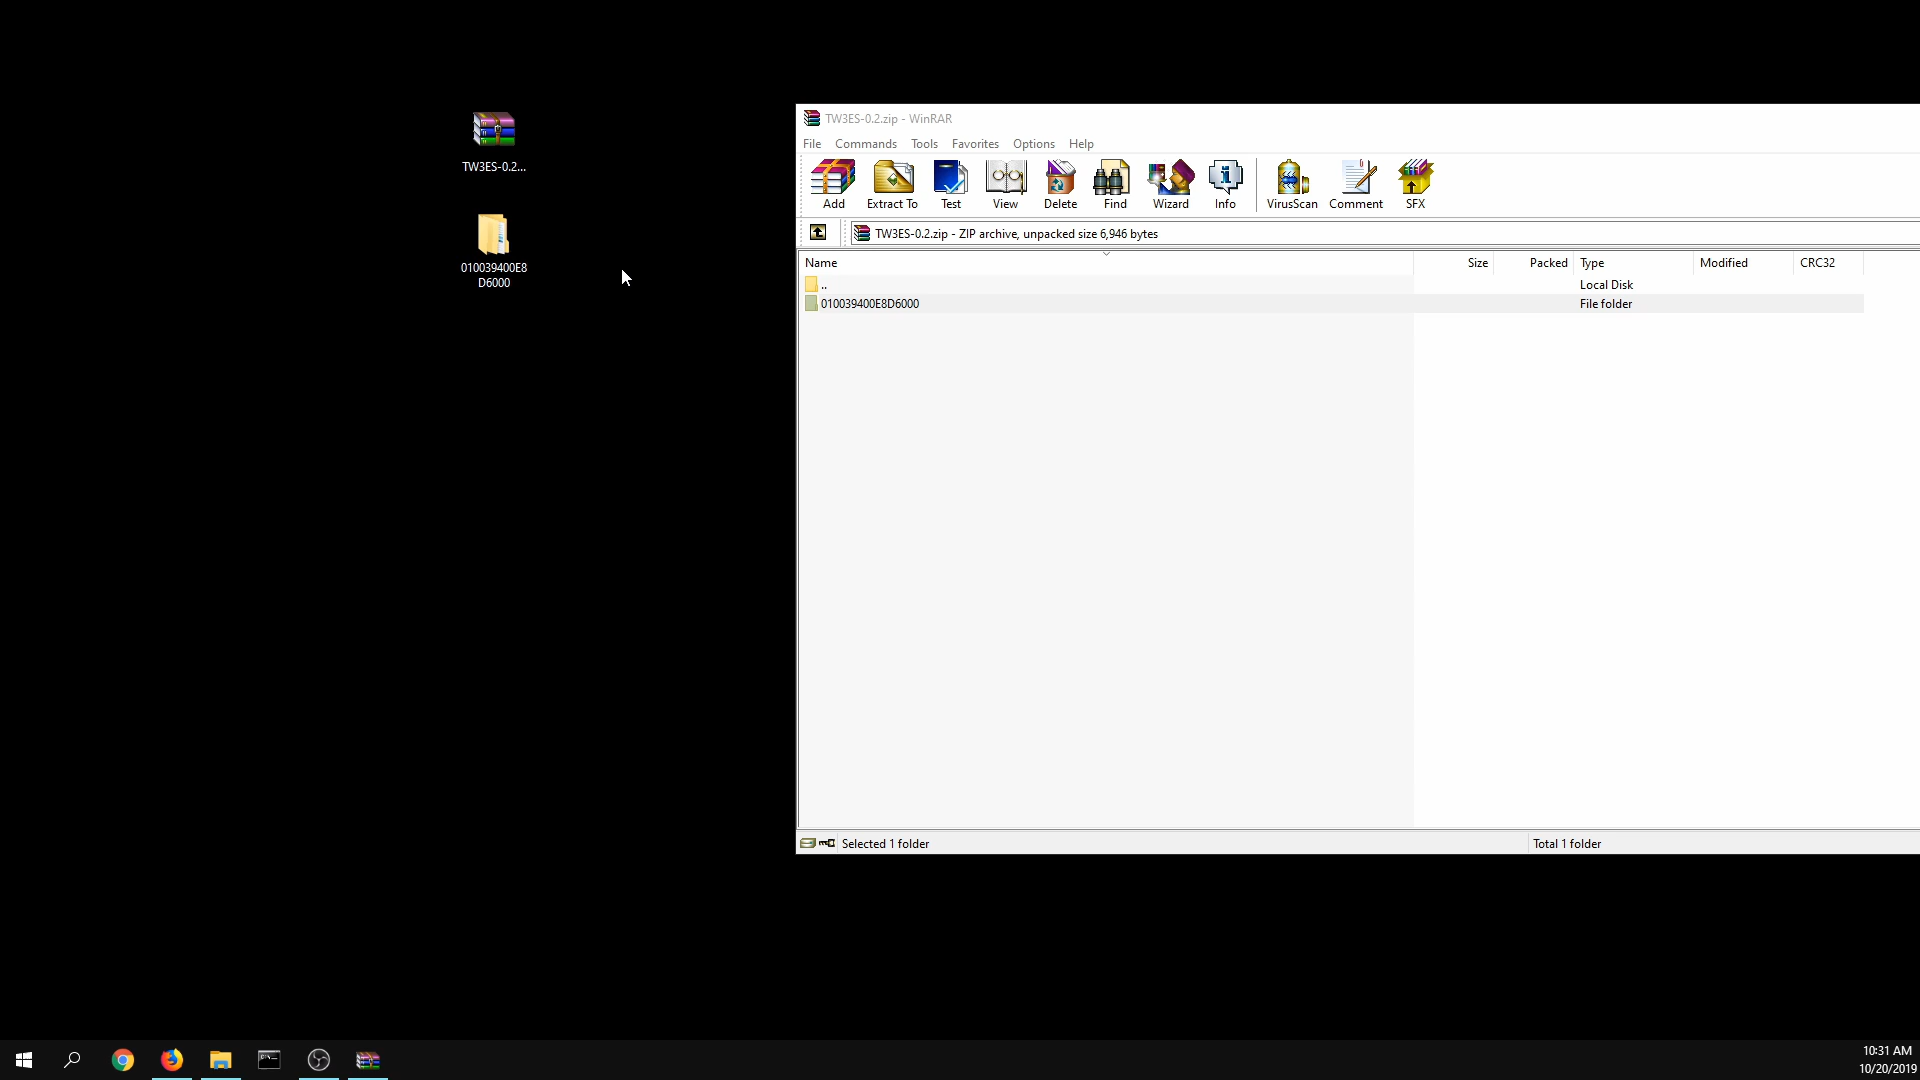 TW3ES-0.2...
010039400E8
D6000
TW3ES-0.2.zip - WinRAR
File Commands Tools Favorites Options Help
Add Extract To Test View Delete Find Wizard Info VirusScan Comment SFX
TW3ES-0.2.zip - ZIP archive, unpacked size 6,946 bytes
Name Size Packed Type Modified CRC32
.. Local Disk
010039400E8D6000 File folder
Selected 1 folder Total 1 folder
10:31 AM
10/20/2019